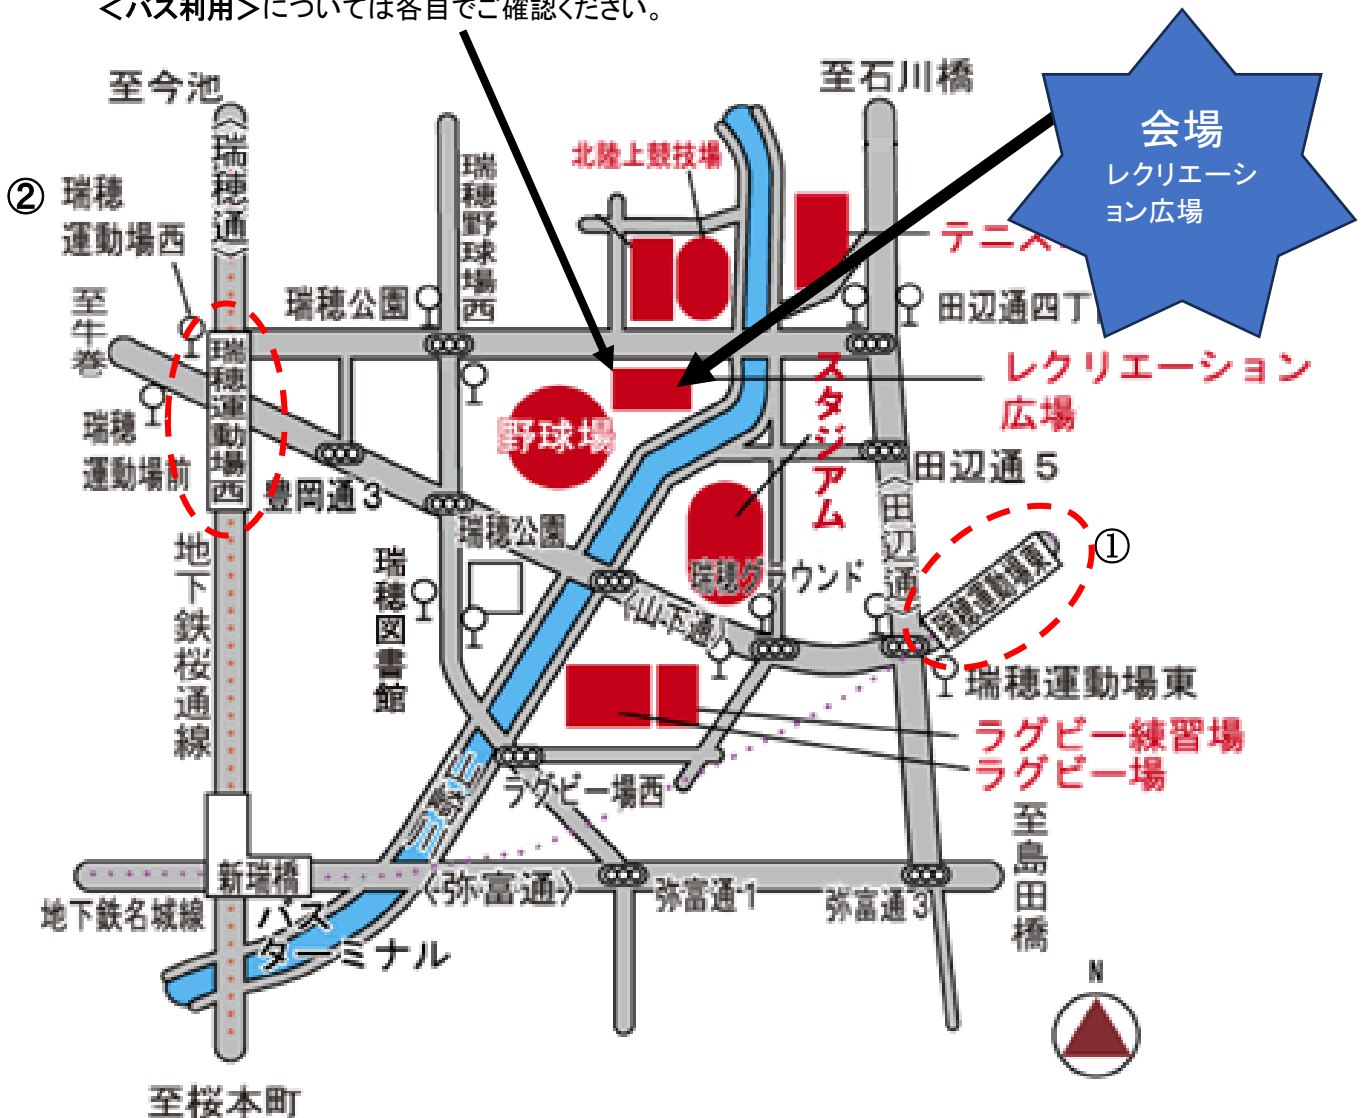 ＜バス利用＞については各自でご確認ください。
至今池
至石川橋
会場
レクリエーシ
ョン広場
北陸上競技場
〈瑞穂通〉
瑞穂野球場西
②
瑞穂
運動場西
テニス
至牛巻
瑞穂公園
田辺通四丁
瑞穂運動場西
レクリエーション
広場
スタジアム
瑞穂
運動場前
野球場
豊岡通3
田辺通5
瑞穂公園
〈田辺通〉
①
瑞穂運動場東
地下鉄桜通線
瑞穂図書館
瑞穂グラウンド
〈山下通〉
瑞穂運動場東
ラグビー練習場
ラグビー場
ラグビー場西
山崎川
至島田橋
新瑞橋
〈弥富通〉
弥富通1
弥富通3
地下鉄名城線
バス
ターミナル
N
至桜本町